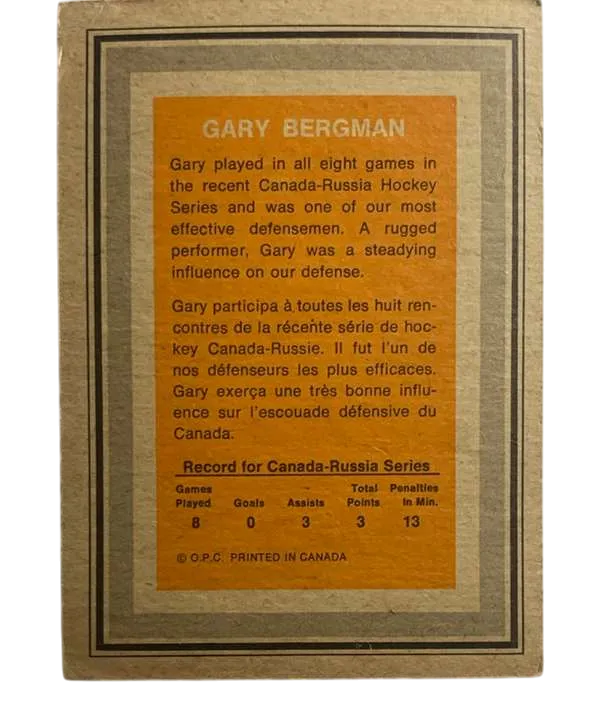 GARY BERGMAN
Gary played in all eight games in
the recent Canada-Russia Hockey
Series and was one of our most
effective defensemen. A rugged
performer, Gary was a steadying
influence on our defense.
Gary participa à toutes les huit ren-
contres de la récente série de hoc-
key Canada-Russie. Il fut l'un de
nos défenseurs les plus efficaces.
Gary exerça une très bonne influ-
ence sur l'escouade défensive du
Canada.
Record for Canada-Russia Series
Games Total Penalties
Played Goals Assists Points In Min.
8 0 3 3 13
© O.P.C. PRINTED IN CANADA